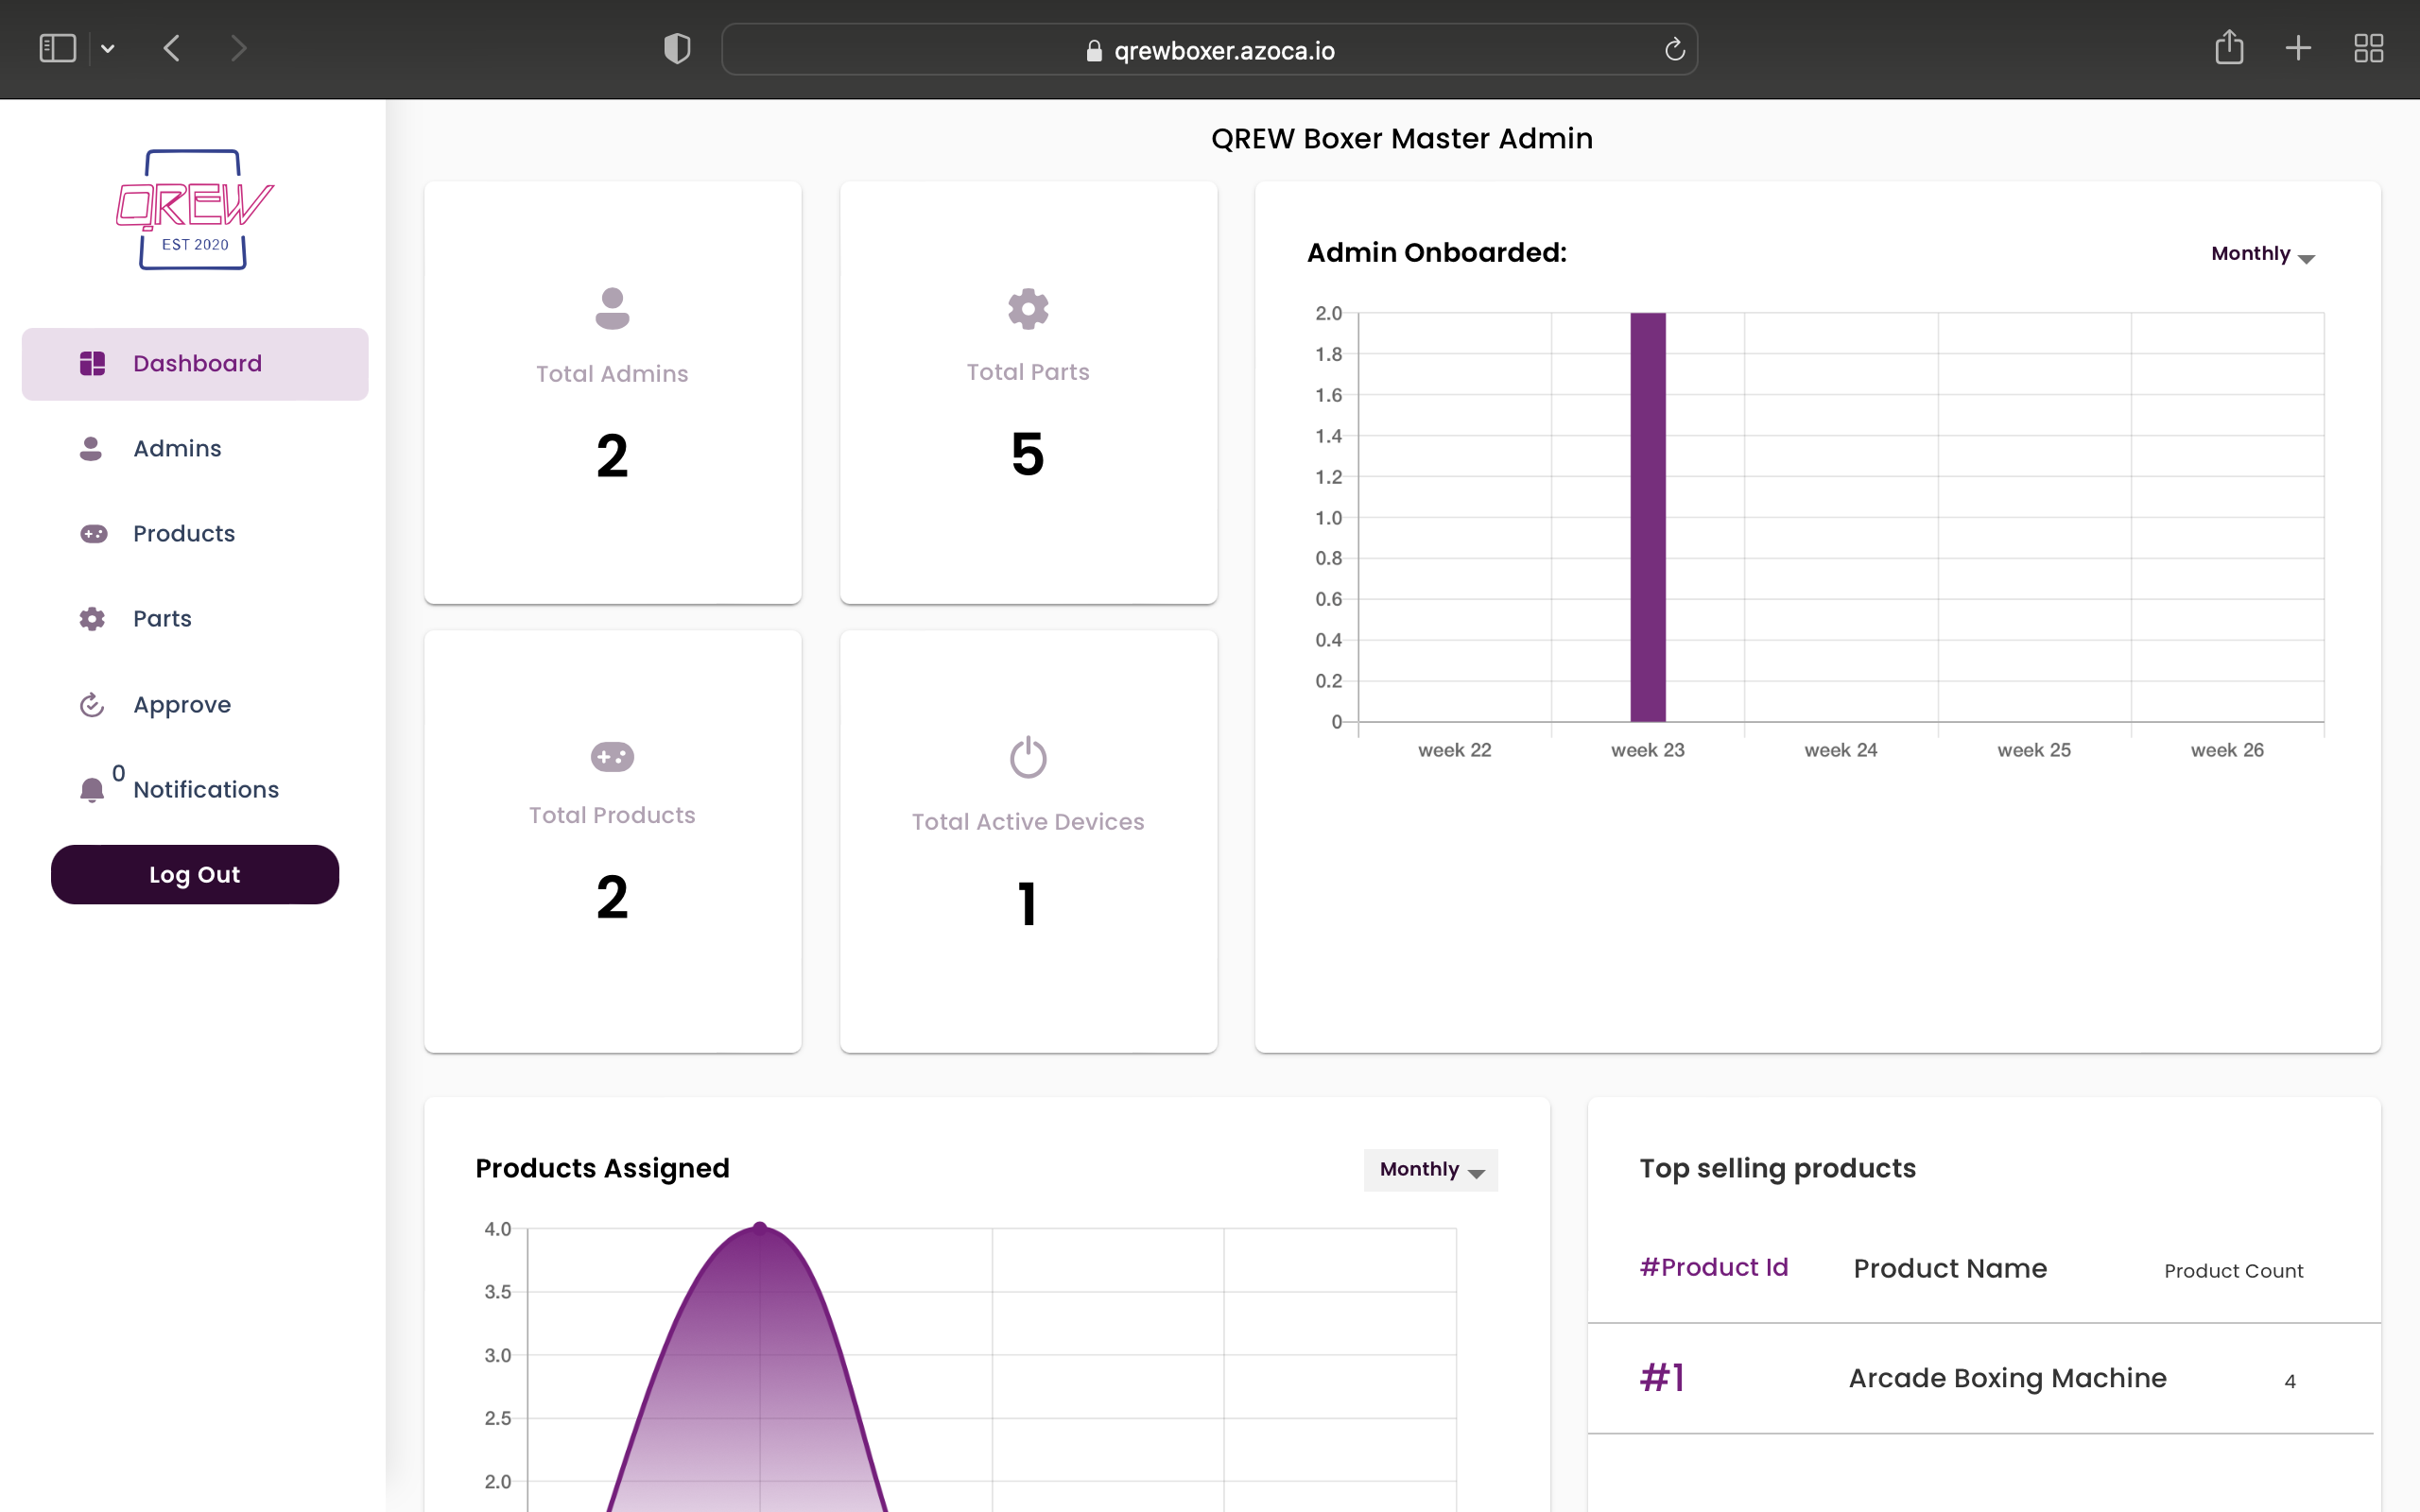 qrewboxer.azoca.io
QREW
EST 2020
Dashboard
Admins
Products
Parts
Approve
0
Notifications
Log Out
QREW Boxer Master Admin
Total Admins
2
Total Parts
5
Total Products
2
Total Active Devices
1
Admin Onboarded:
Monthly
2.0
1.8
1.6
1.4
1.2
1.0
0.8
0.6
0.4
0.2
0
week 22 week 23 week 24 week 25 week 26
Products Assigned
Monthly
4.0
3.5
3.0
2.5
2.0
Top selling products
#Product Id Product Name Product Count
#1 Arcade Boxing Machine 4